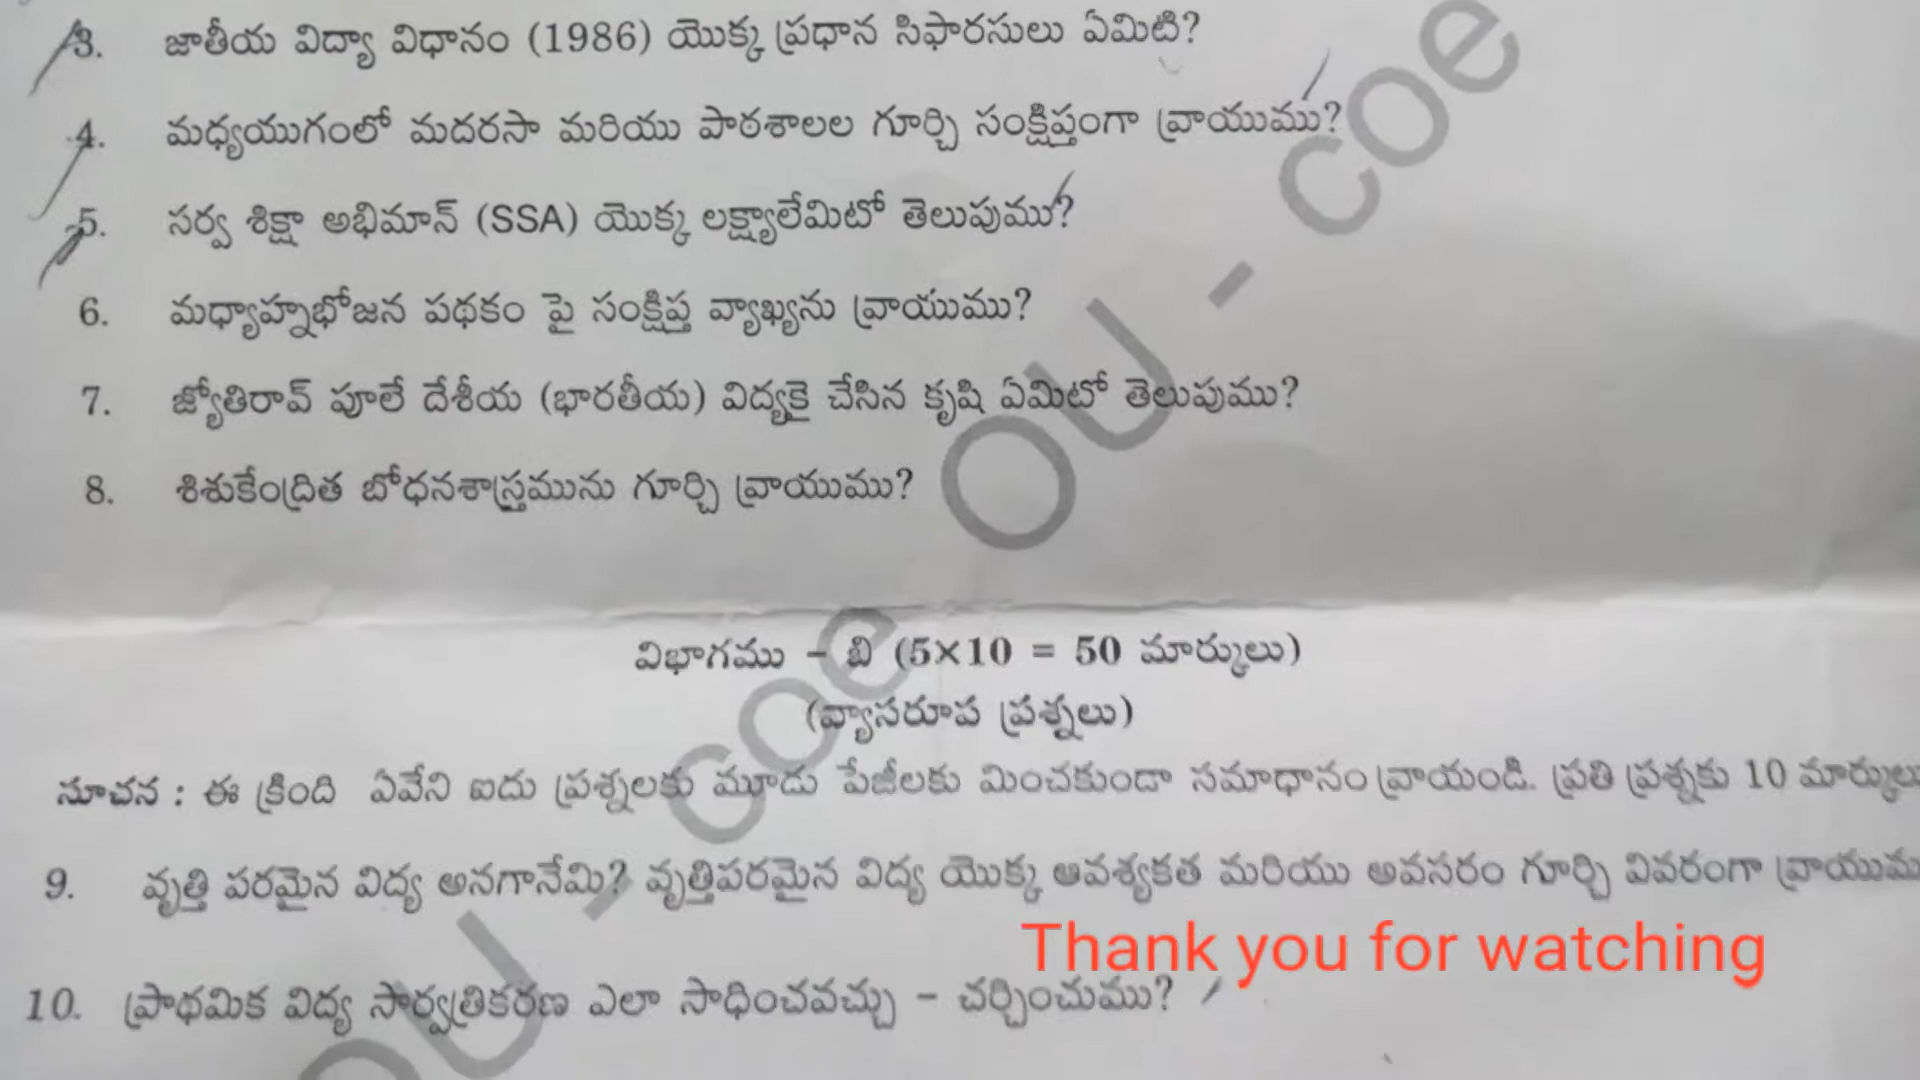 3. జాతీయ విద్యా విధానం (1986) యొక్క ప్రధాన సిఫారసులు ఏమిటి?
4. మధ్యయుగంలో మదరసా మరియు పాఠశాలల గూర్చి సంక్షిప్తంగా వ్రాయుము?
5. సర్వ శిక్షా అభిమాన్ (SSA) యొక్క లక్ష్యాలేమిటో తెలుపుము?
6. మధ్యాహ్నభోజన పథకం పై సంక్షిప్త వ్యాఖ్యను వ్రాయుము?
7. జ్యోతిరావ్ పూలే దేశీయ (భారతీయ) విద్యకై చేసిన కృషి ఏమిటో తెలుపుము?
8. శిశుకేంద్రిత బోధనశాస్త్రమును గూర్చి వ్రాయుము?
OU - coe
విభాగము - బి (5×10 = 50 మార్కులు)
(వ్యాసరూప ప్రశ్నలు)
సూచన : ఈ క్రింది ఏవేని ఐదు ప్రశ్నలకు మూడు పేజీలకు మించకుండా సమాధానం వ్రాయండి. ప్రతి ప్రశ్నకు 10 మార్కులు
9. వృత్తి పరమైన విద్య అనగానేమి? వృత్తిపరమైన విద్య యొక్క ఆవశ్యకత మరియు అవసరం గూర్చి వివరంగా వ్రాయుము
Thank you for watching
10. ప్రాథమిక విద్య సార్వత్రికరణ ఎలా సాధించవచ్చు - చర్చించుము?
OU - coe